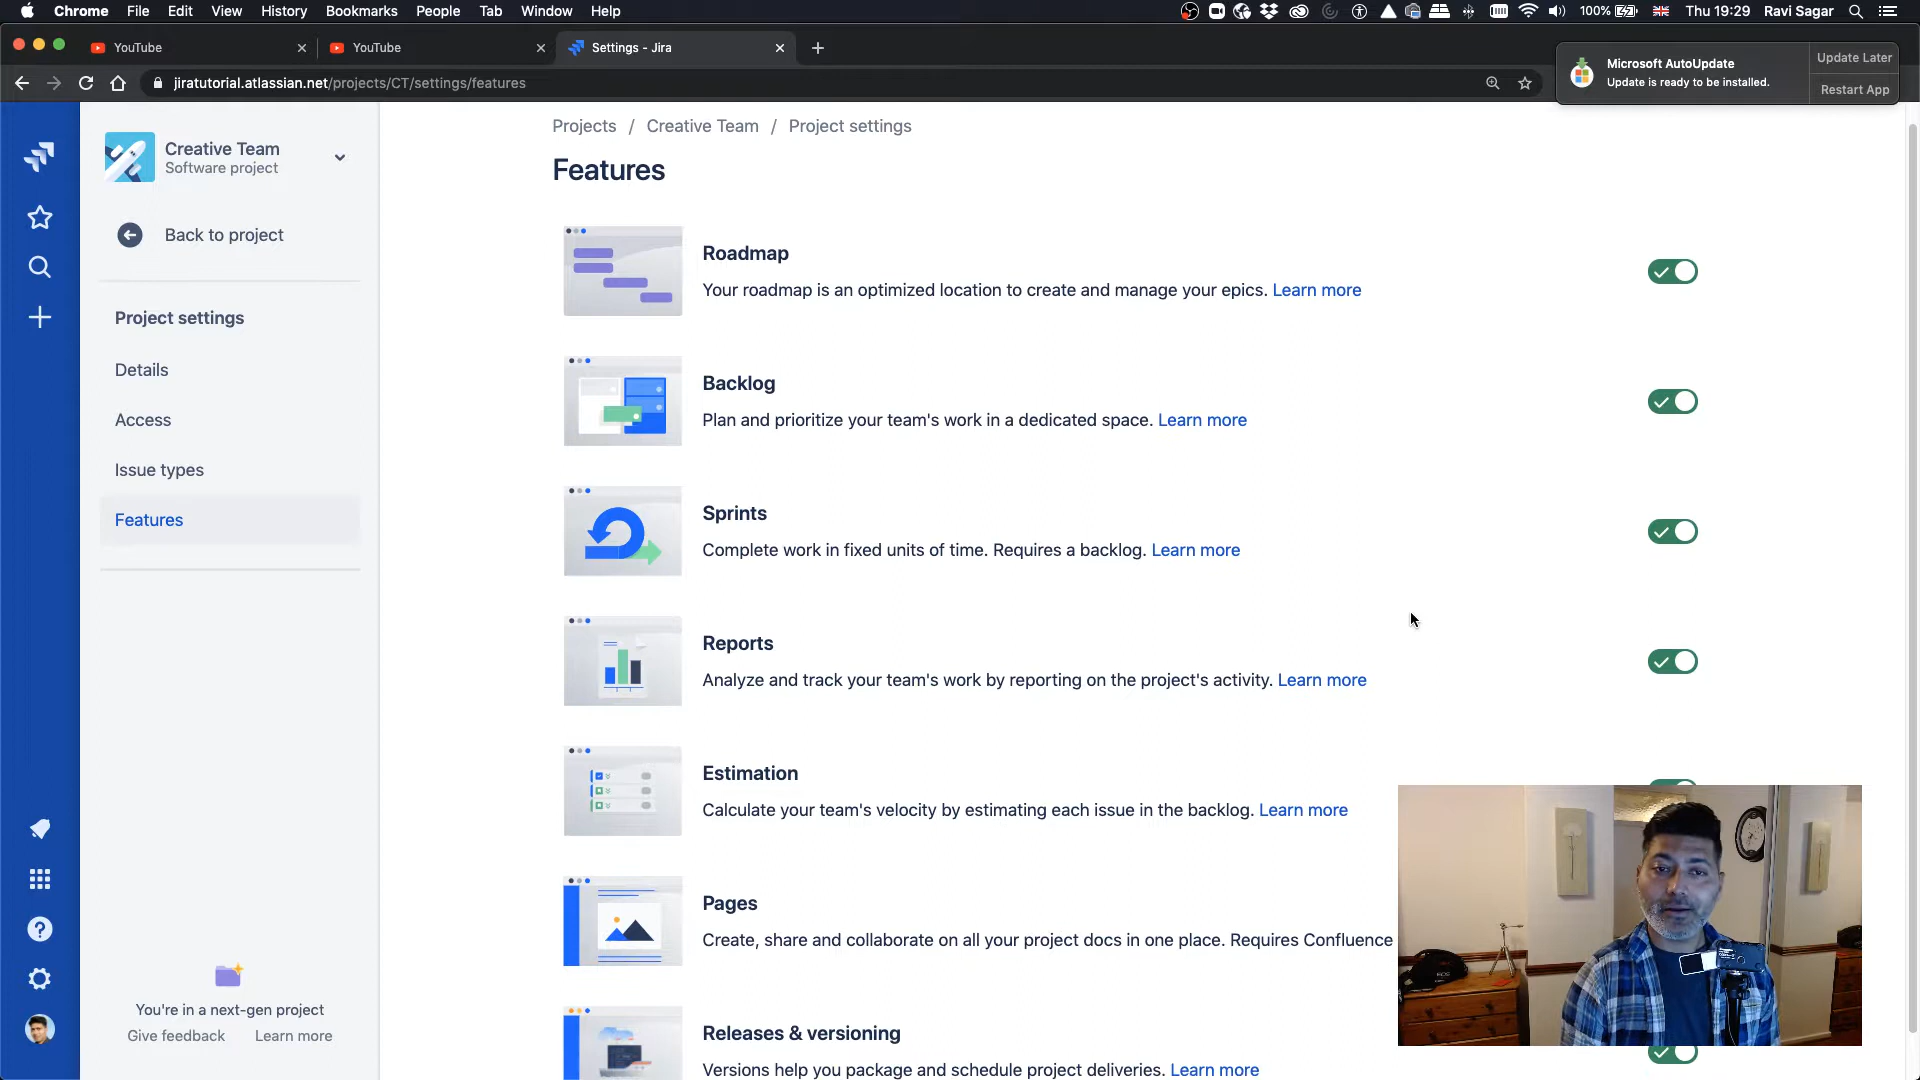 Chrome File Edit View History Bookmarks People Tab Window Help
100% Thu 19:29 Ravi Sagar
YouTube
YouTube
Settings - Jira
jiratutorial.atlassian.net/projects/CT/settings/features
Microsoft AutoUpdate
Update is ready to be installed.
Update Later
Restart App
Creative Team
Software project
Back to project
Project settings
Details
Access
Issue types
Features
You're in a next-gen project
Give feedback Learn more
Projects / Creative Team / Project settings
Features
Roadmap
Your roadmap is an optimized location to create and manage your epics. Learn more
Backlog
Plan and prioritize your team's work in a dedicated space. Learn more
Sprints
Complete work in fixed units of time. Requires a backlog. Learn more
Reports
Analyze and track your team's work by reporting on the project's activity. Learn more
Estimation
Calculate your team's velocity by estimating each issue in the backlog. Learn more
Pages
Create, share and collaborate on all your project docs in one place. Requires Confluence
Releases & versioning
Versions help you package and schedule project deliveries. Learn more